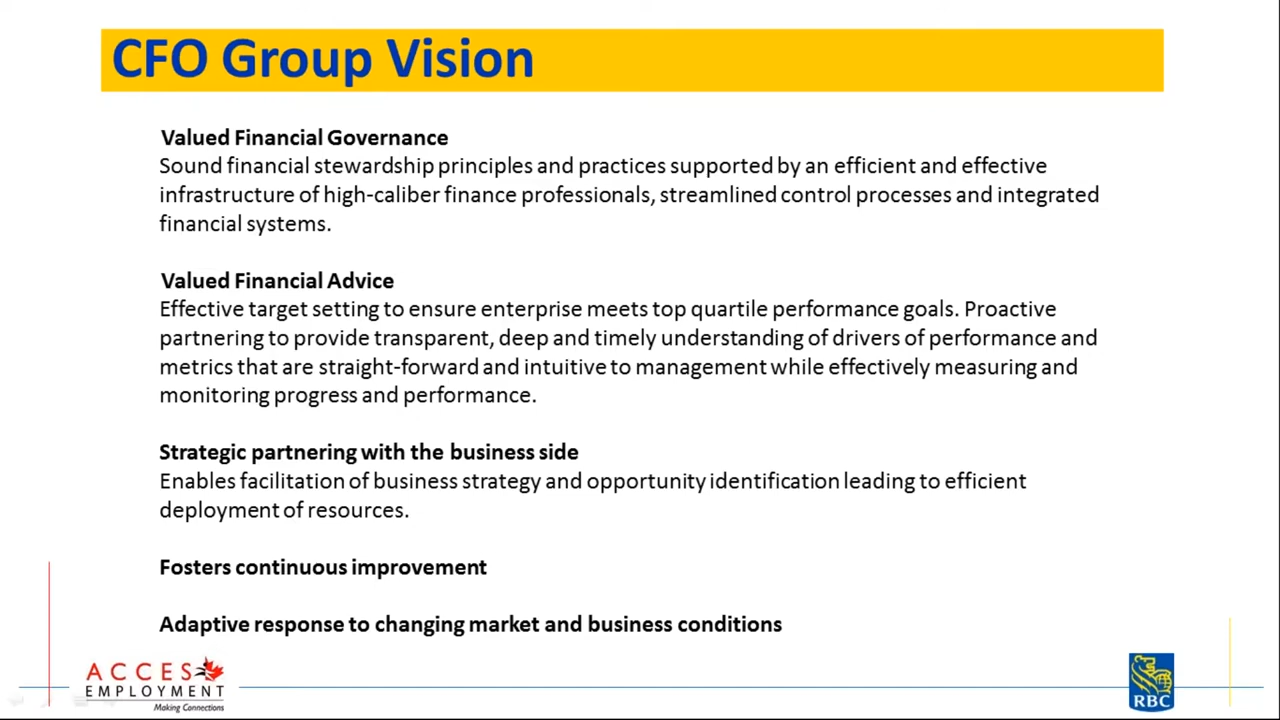 CFO Group Vision
Valued Financial Governance
Sound financial stewardship principles and practices supported by an efficient and effective
infrastructure of high-caliber finance professionals, streamlined control processes and integrated
financial systems.
Valued Financial Advice
Effective target setting to ensure enterprise meets top quartile performance goals. Proactive
partnering to provide transparent, deep and timely understanding of drivers of performance and
metrics that are straight-forward and intuitive to management while effectively measuring and
monitoring progress and performance.
Strategic partnering with the business side
Enables facilitation of business strategy and opportunity identification leading to efficient
deployment of resources.
Fosters continuous improvement
Adaptive response to changing market and business conditions
ACCES
EMPLOYMENT
Making Connections
RBC